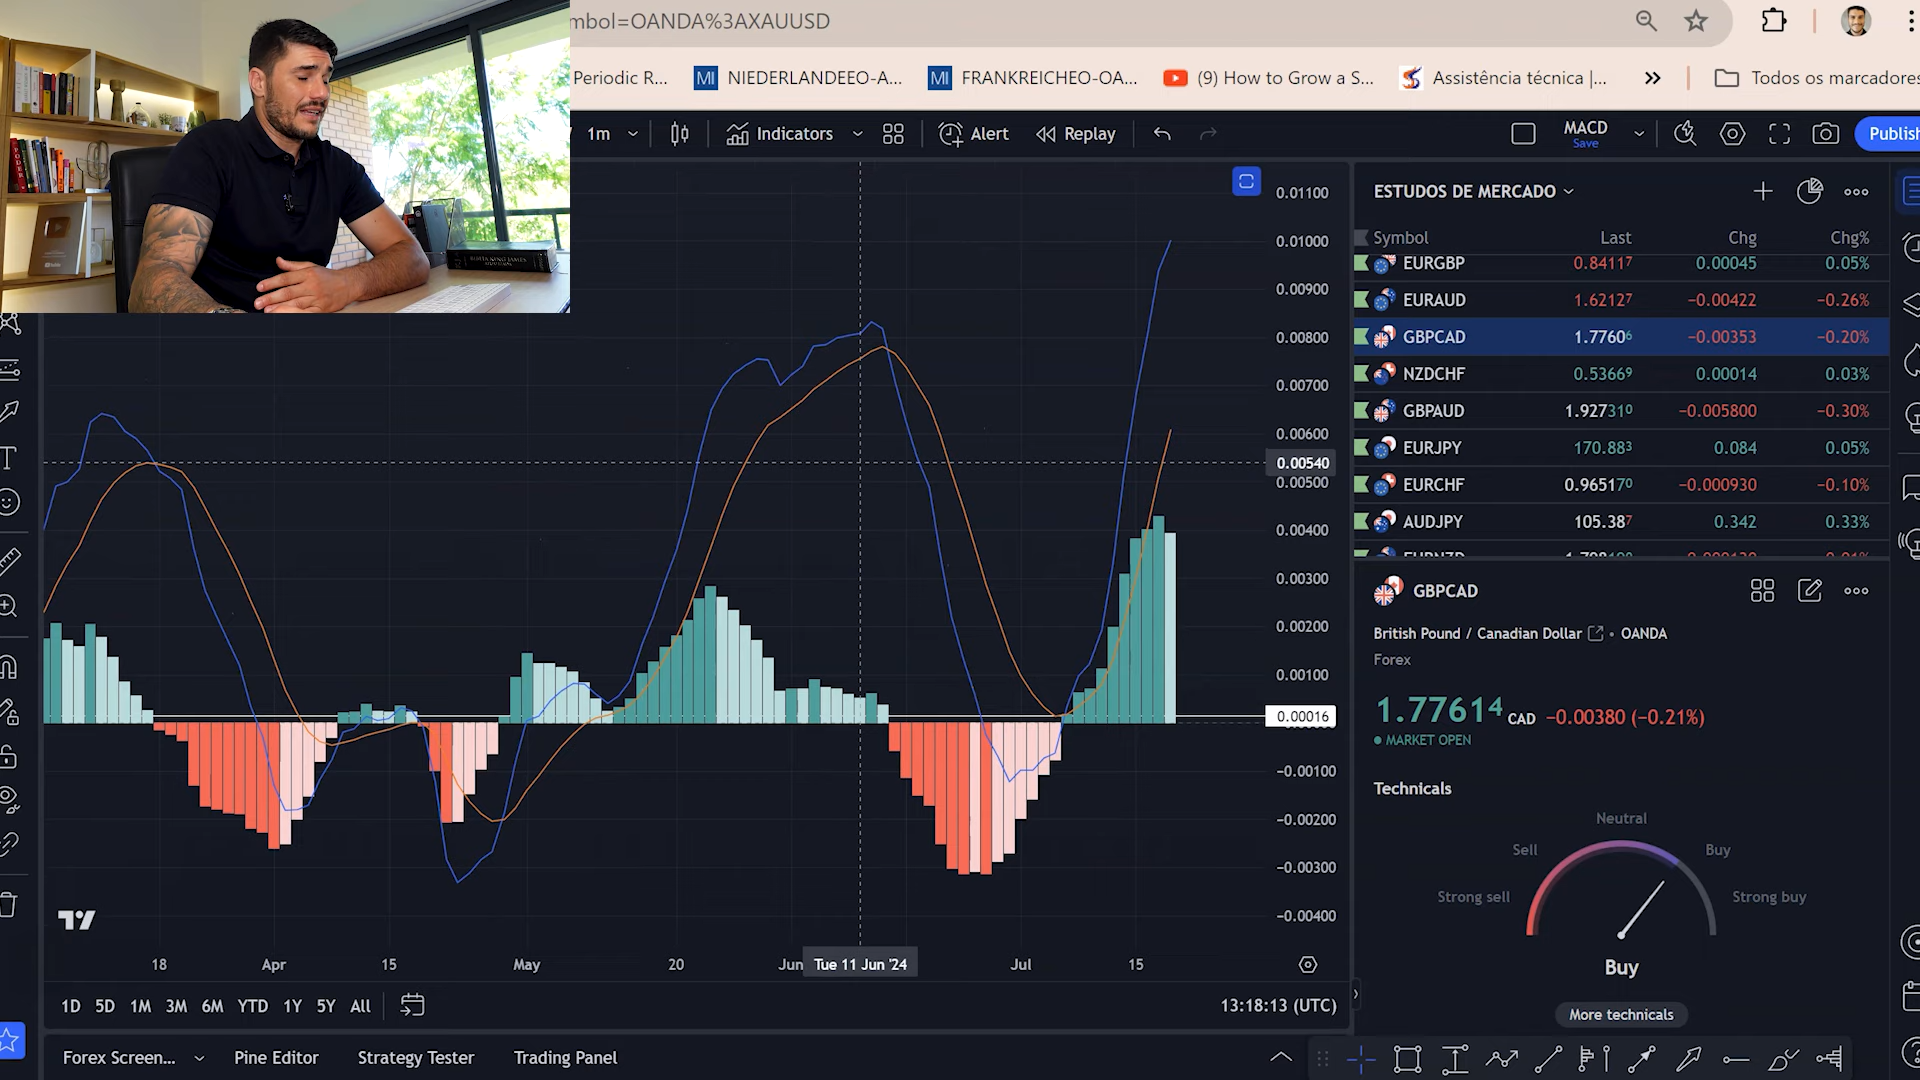 mbol=OANDA%3AXAUUSD
Periodic R...
NIEDERLANDEEO-A...
FRANKREICHEO-OA...
(9) How to Grow a S...
Assistência técnica |...
Todos os marcadores
1m
Indicators
Alert
Replay
MACD
Save
Publish
0.01100
0.01000
0.00900
0.00800
0.00700
0.00600
0.00540
0.00500
0.00400
0.00300
0.00200
0.00100
0.00016
−0.00100
−0.00200
−0.00300
−0.00400
18 Apr 15 May 20 Jun Tue 11 Jun '24 Jul 15
1D 5D 1M 3M 6M YTD 1Y 5Y All
13:18:13 (UTC)
Forex Screen... Pine Editor Strategy Tester Trading Panel
ESTUDOS DE MERCADO
Symbol Last Chg Chg%
EURGBP 0.84117 0.00045 0.05%
EURAUD 1.62127 −0.00422 −0.26%
GBPCAD 1.77606 −0.00353 −0.20%
NZDCHF 0.53669 0.00014 0.03%
GBPAUD 1.927310 −0.005800 −0.30%
EURJPY 170.883 0.084 0.05%
EURCHF 0.965170 −0.000930 −0.10%
AUDJPY 105.387 0.342 0.33%
GBPCAD
British Pound / Canadian Dollar • OANDA
Forex
1.77614 CAD −0.00380 (−0.21%)
MARKET OPEN
Technicals
Neutral
Sell Buy
Strong sell Strong buy
Buy
More technicals